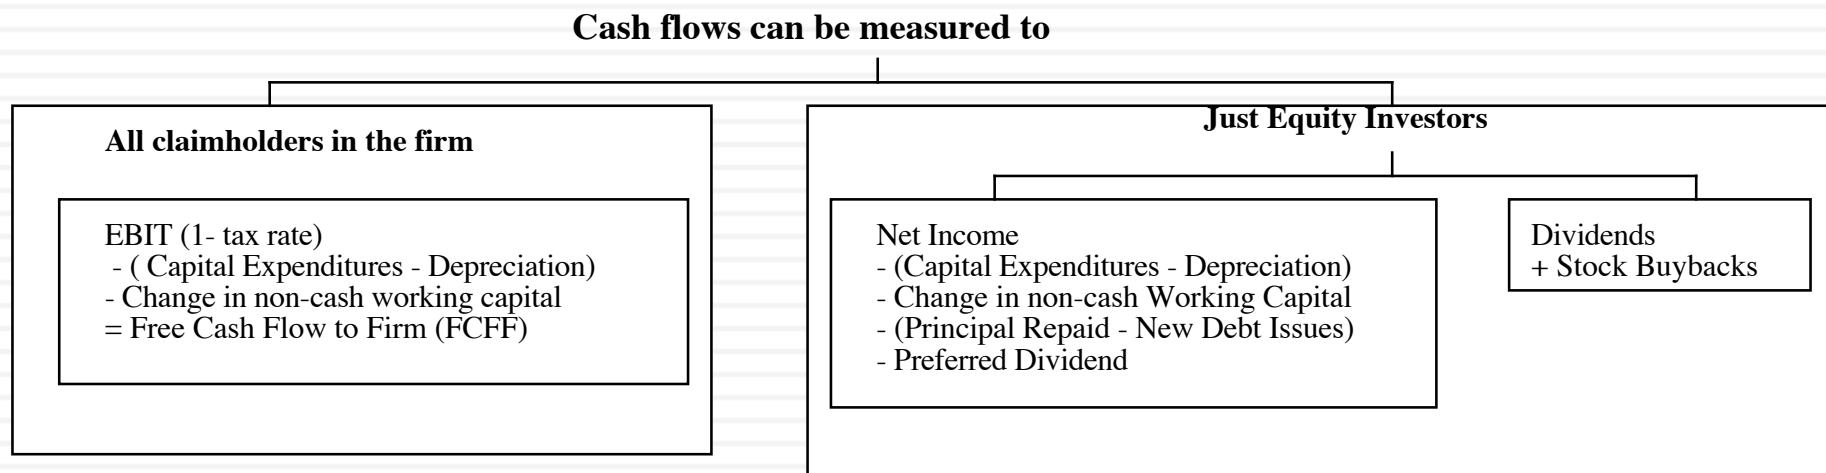 Cash flows can be measured to
All claimholders in the firm
EBIT (1- tax rate)
- ( Capital Expenditures - Depreciation)
- Change in non-cash working capital
= Free Cash Flow to Firm (FCFF)
Just Equity Investors
Net Income
- (Capital Expenditures - Depreciation)
- Change in non-cash Working Capital
- (Principal Repaid - New Debt Issues)
- Preferred Dividend
Dividends
+ Stock Buybacks